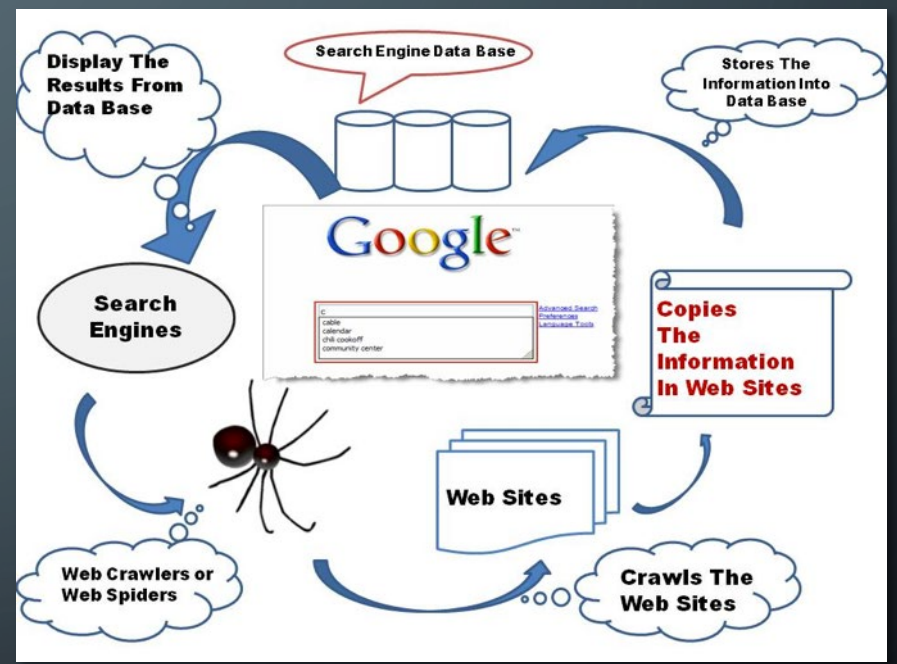 Display The
Results From
Data Base
Search Engine Data Base
Stores The
Information Into
Data Base
Google™
c
cable
calendar
chili cookoff
community center
Advanced Search
Preferences
Language Tools
Search
Engines
Copies
The
Information
In Web Sites
Web Sites
Web Crawlers or
Web Spiders
Crawls The
Web Sites